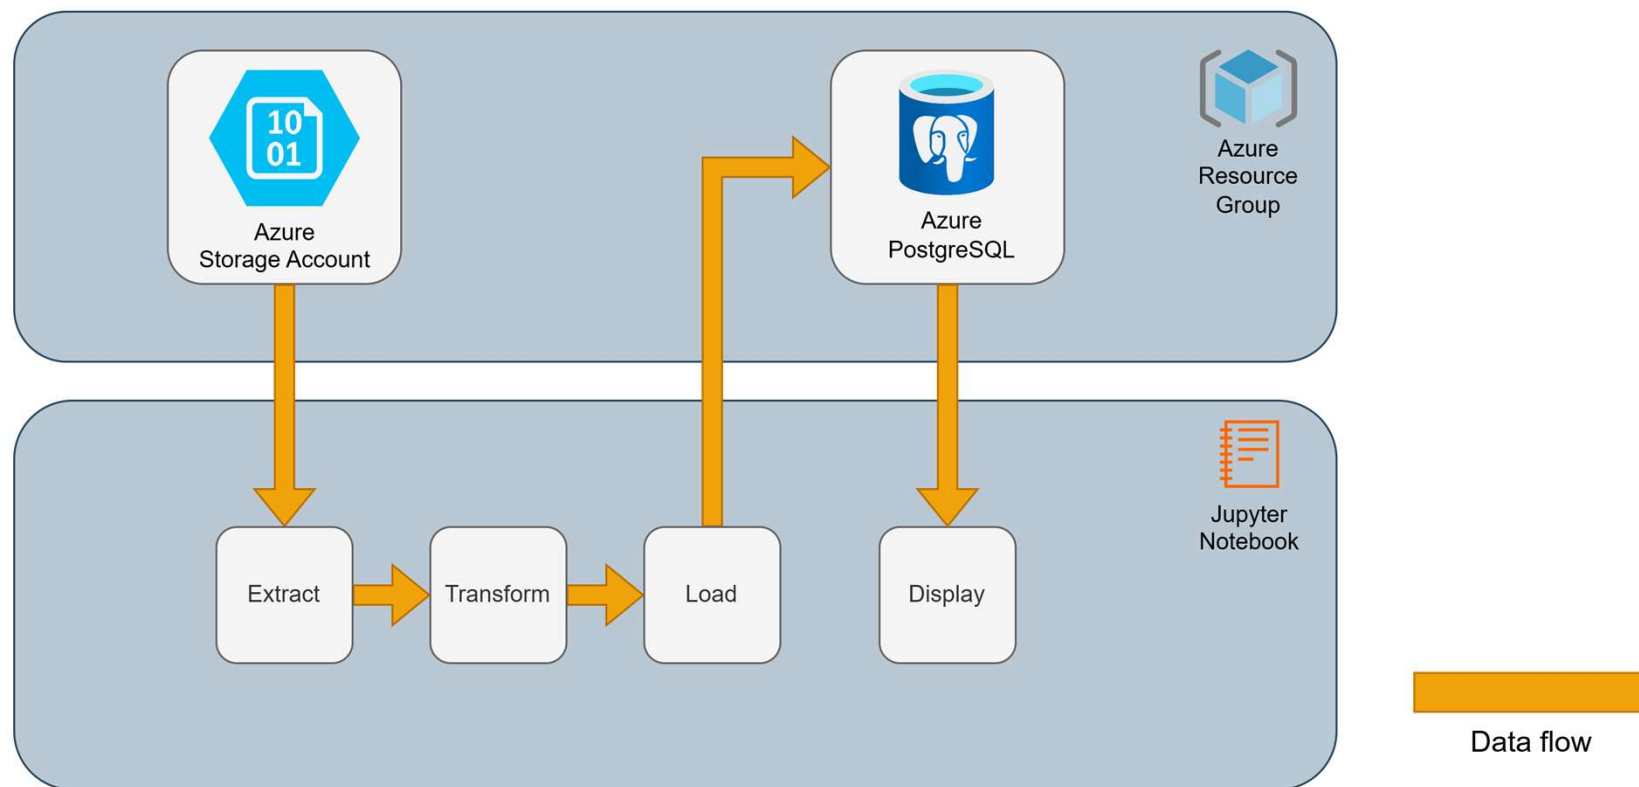 10
01
Azure
Storage Account
Azure
PostgreSQL
Azure
Resource
Group
Jupyter
Notebook
Extract
Transform
Load
Display
Data flow